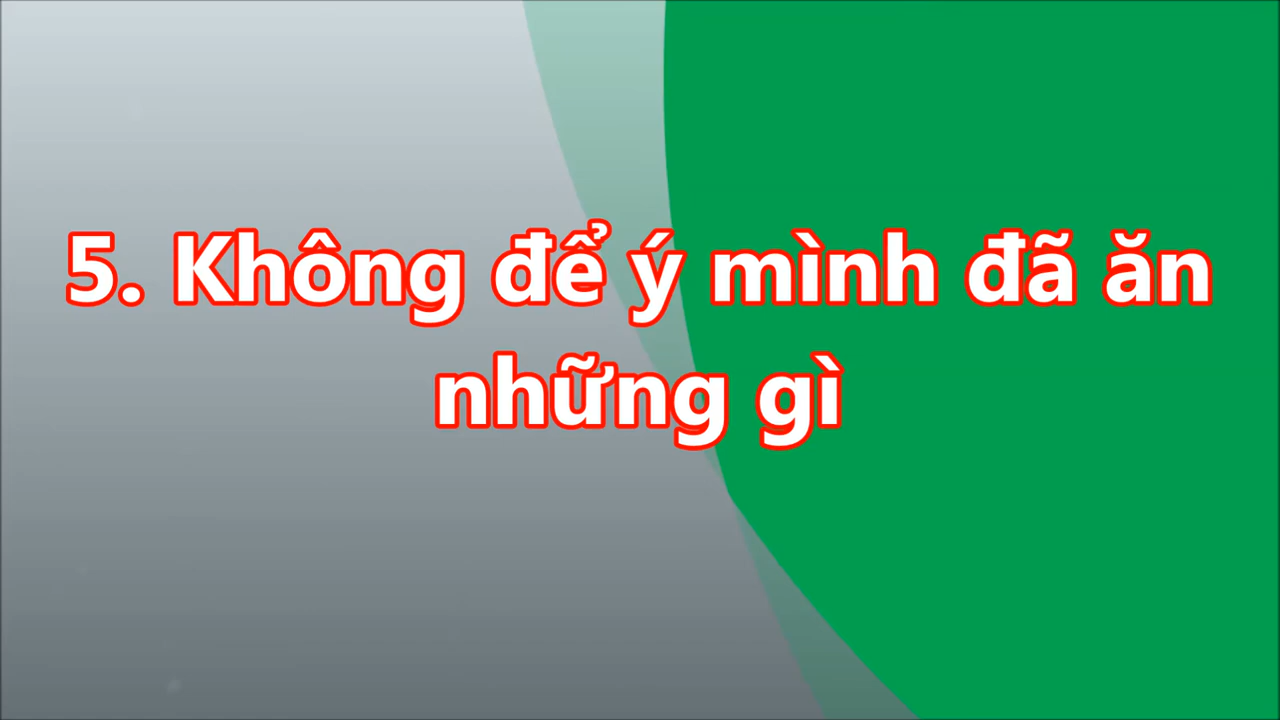 5. Không để ý mình đã ăn
những gì